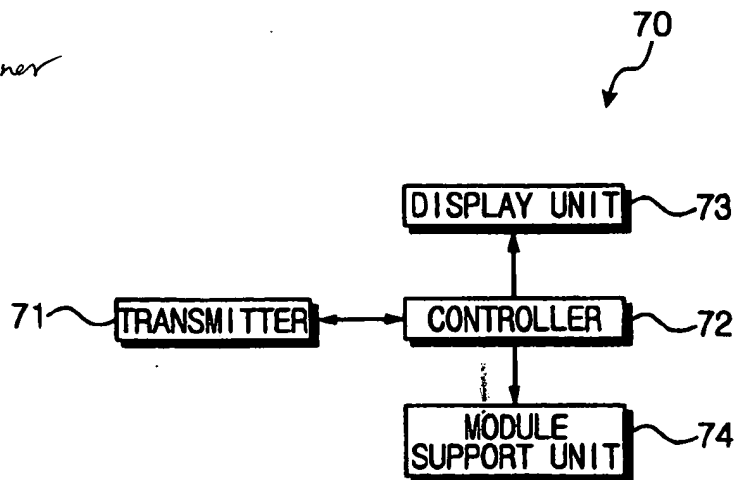 70
DISPLAY UNIT
73
71
TRANSMITTER
CONTROLLER
72
MODULE
SUPPORT UNIT
74